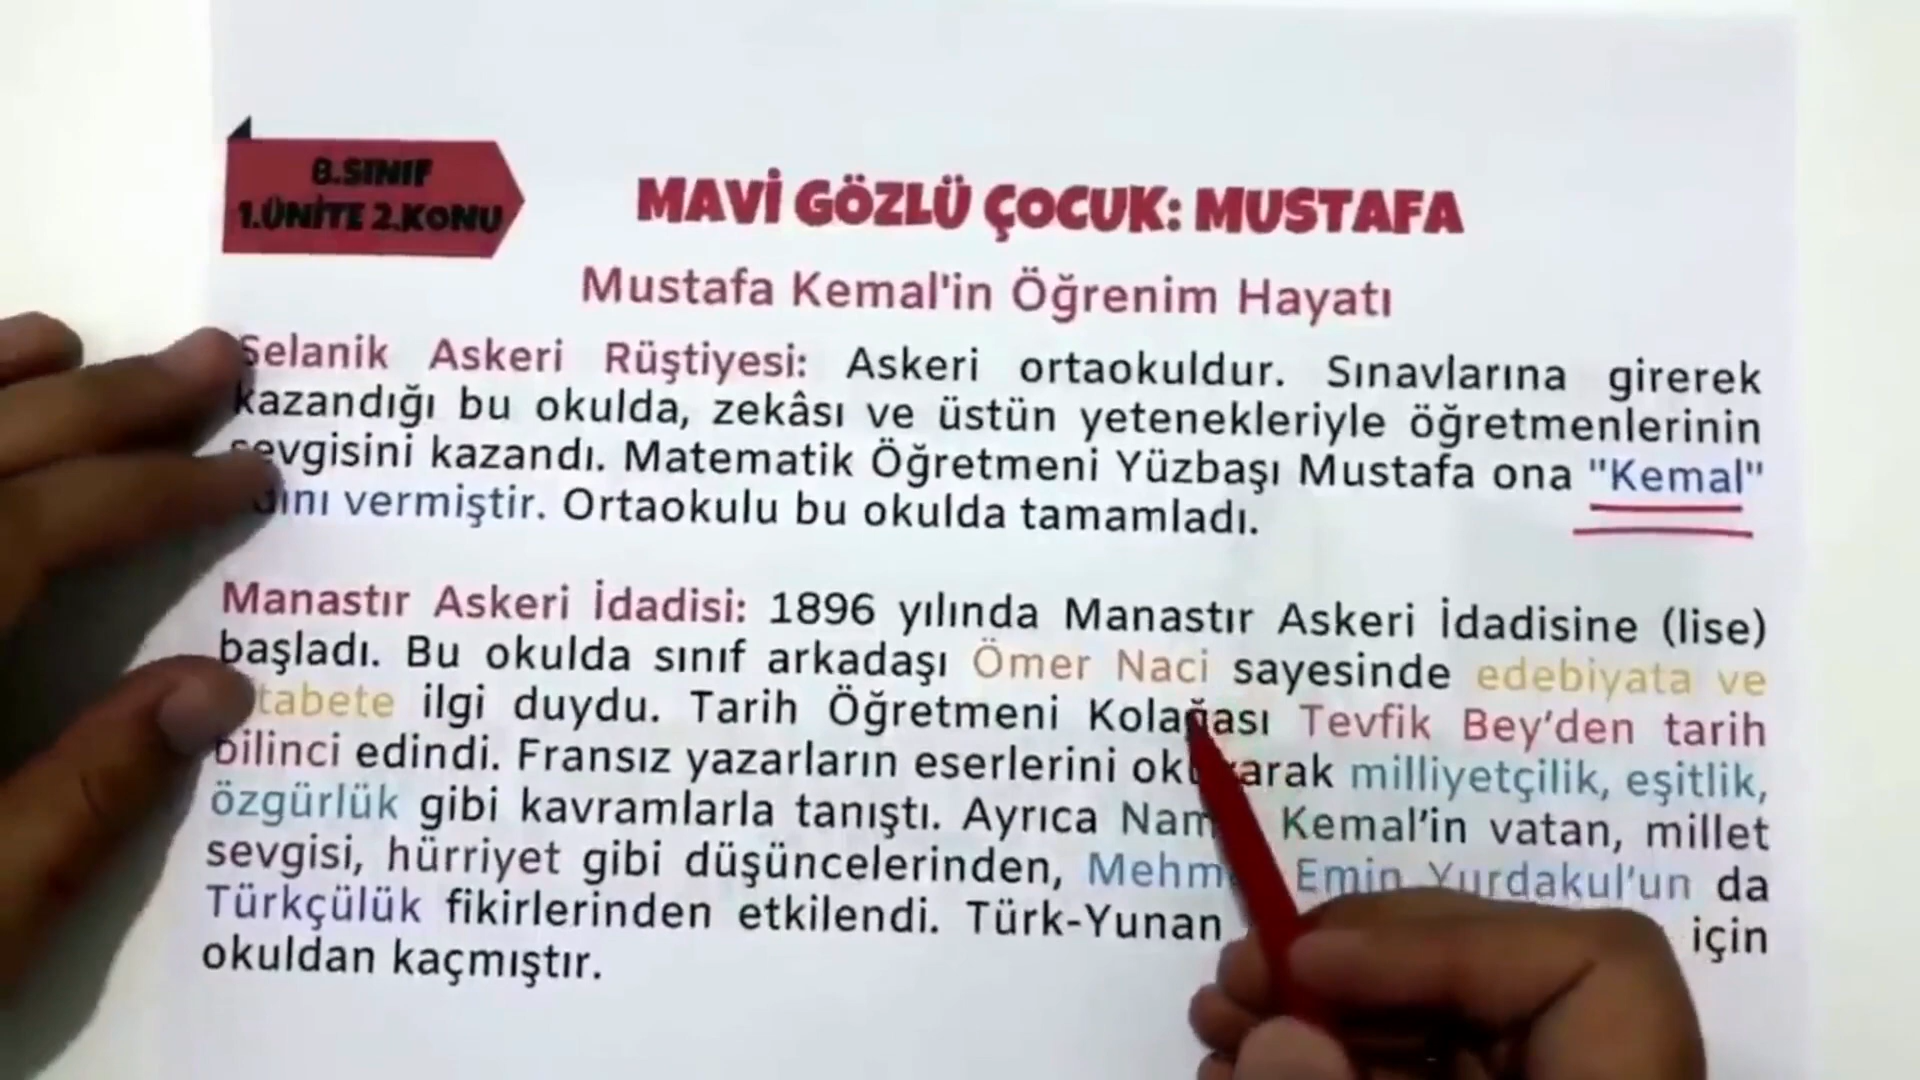 8.SINIF
1.ÜNİTE 2.KONU
MAVİ GÖZLÜ ÇOCUK: MUSTAFA
Mustafa Kemal'in Öğrenim Hayatı
Selanik Askeri Rüştiyesi: Askeri ortaokuldur. Sınavlarına girerek
kazandığı bu okulda, zekâsı ve üstün yetenekleriyle öğretmenlerinin
sevgisini kazandı. Matematik Öğretmeni Yüzbaşı Mustafa ona "Kemal"
vermiştir. Ortaokulu bu okulda tamamladı.
Manastır Askeri İdadisi: 1896 yılında Manastır Askeri İdadisine (lise)
başladı. Bu okulda sınıf arkadaşı Ömer Naci sayesinde edebiyata ve
ilgi duydu. Tarih Öğretmeni Kolağası Tevfik Bey’den tarih
bilinci edindi. Fransız yazarların eserlerini milliyetçilik, eşitlik,
özgürlük gibi kavramlarla tanıştı. Ayrıca Kemal’in vatan, millet
sevgisi, hürriyet gibi düşüncelerinden, Emin Yurdakul’un da
Türkçülük fikirlerinden etkilendi. Türk-Yunan için
okuldan kaçmıştır.